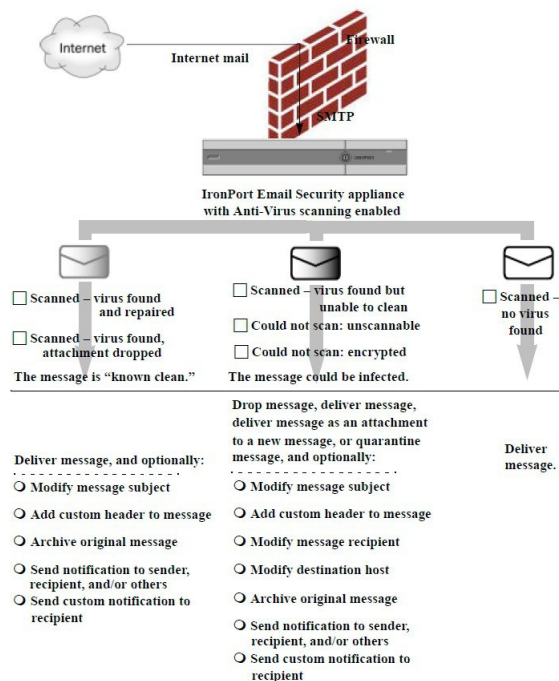 Internet
Internet mail
Firewall
SMTP
IronPort Email Security appliance
with Anti-Virus scanning enabled
Scanned – virus found
and repaired
Scanned – virus found,
attachment dropped
The message is “known clean.”
Scanned – virus found but
unable to clean
Could not scan: unscannable
Could not scan: encrypted
The message could be infected.
Scanned –
no virus
found
Deliver message, and optionally:
Modify message subject
Add custom header to message
Archive original message
Send notification to sender,
recipient, and/or others
Send custom notification to
recipient
Drop message, deliver message,
deliver message as an attachment
to a new message, or quarantine
message, and optionally:
Modify message subject
Add custom header to message
Modify message recipient
Modify destination host
Archive original message
Send notification to sender,
recipient, and/or others
Send custom notification to
recipient
Deliver
message.